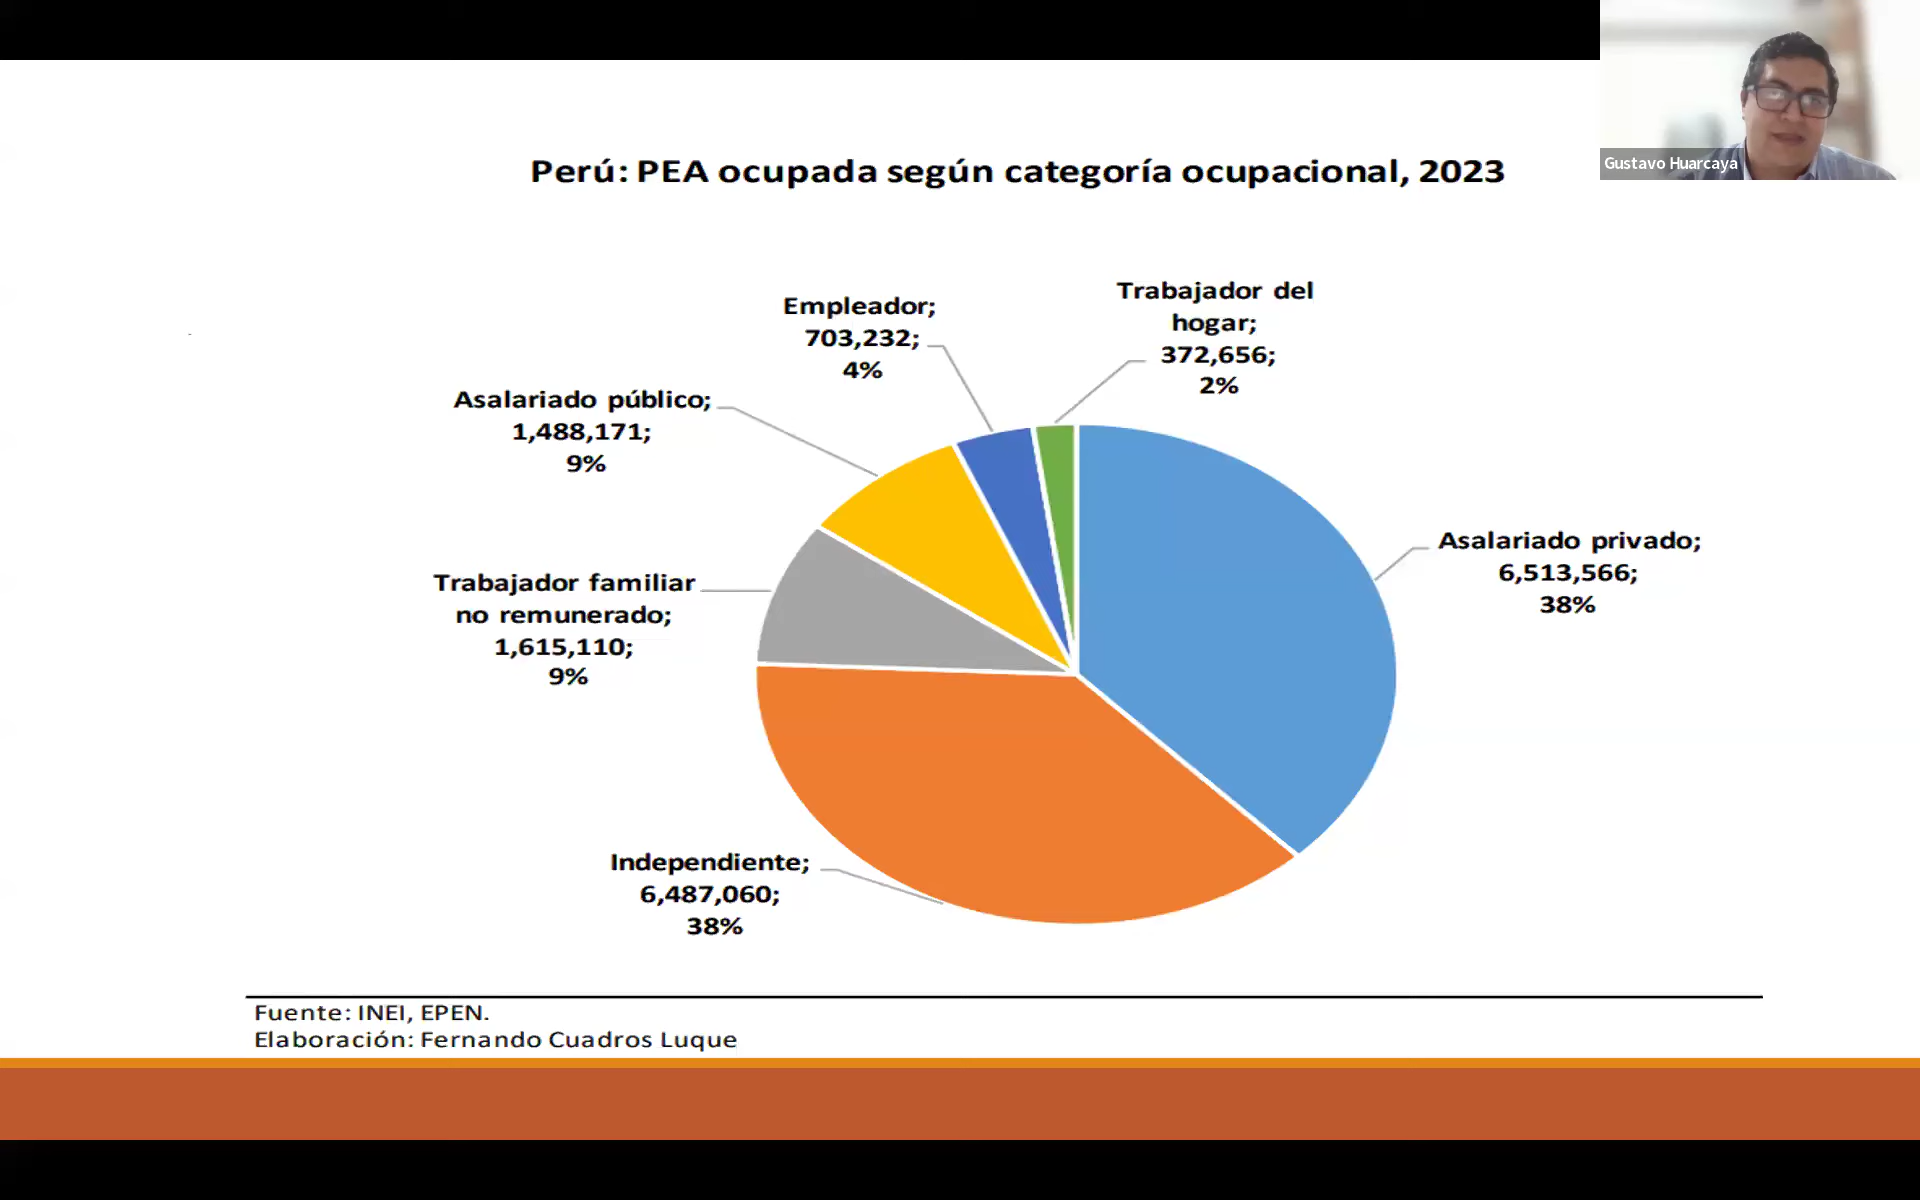 Gustavo Huarcaya
Perú: PEA ocupada según categoría ocupacional, 2023
Trabajador del
hogar;
372,656;
2%
Empleador;
703,232;
4%
Asalariado público;
1,488,171;
9%
Asalariado privado;
6,513,566;
38%
Trabajador familiar
no remunerado;
1,615,110;
9%
Independiente;
6,487,060;
38%
Fuente: INEI, EPEN.
Elaboración: Fernando Cuadros Luque